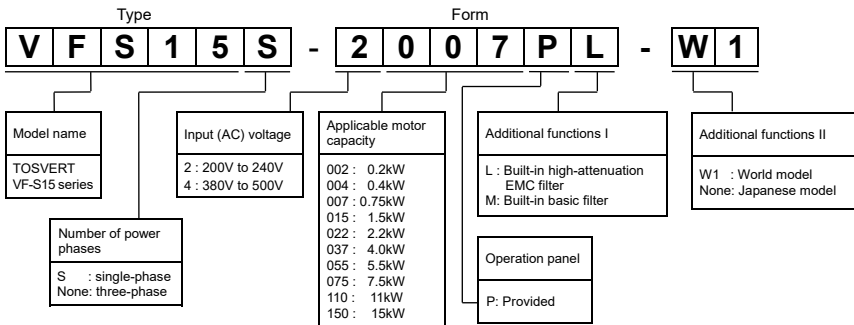 Type
Form
V F S 1 5 S - 2 0 0 7 P L - W 1
Model name
TOSVERT
VF-S15 series
Number of power
phases
S : single-phase
None: three-phase
Input (AC) voltage
2 : 200V to 240V
4 : 380V to 500V
Applicable motor
capacity
002 : 0.2kW
004 : 0.4kW
007 : 0.75kW
015 : 1.5kW
022 : 2.2kW
037 : 4.0kW
055 : 5.5kW
075 : 7.5kW
110 : 11kW
150 : 15kW
Additional functions I
L : Built-in high-attenuation
EMC filter
M: Built-in basic filter
Operation panel
P: Provided
Additional functions II
W1 : World model
None: Japanese model